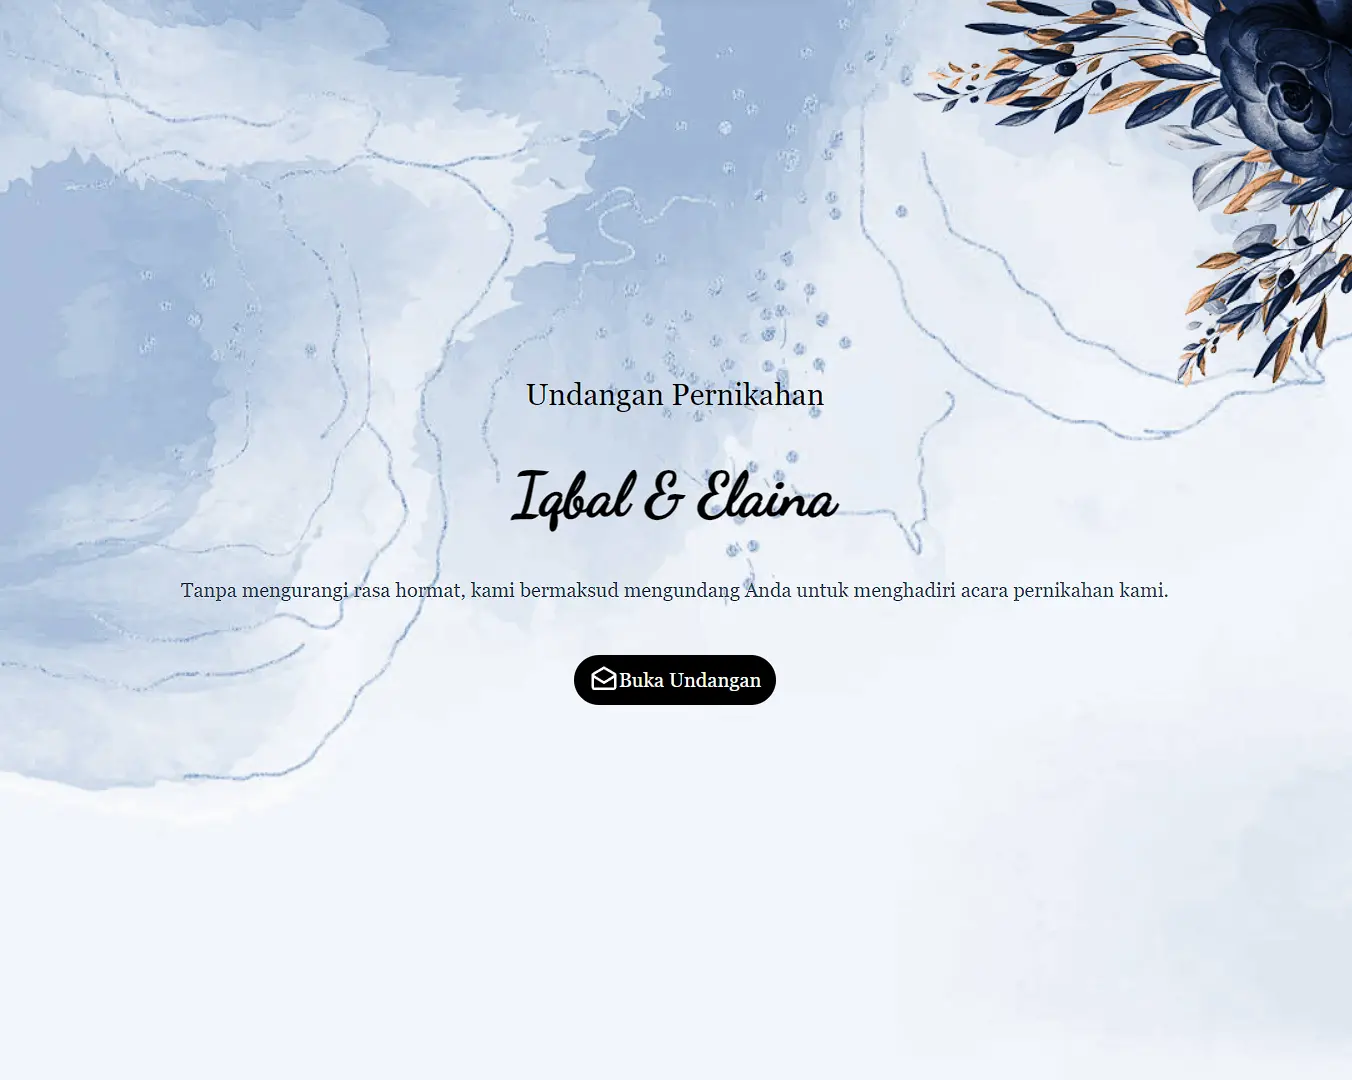 Undangan Pernikahan
Iqbal & Elaina
Tanpa mengurangi rasa hormat, kami bermaksud mengundang Anda untuk menghadiri acara pernikahan kami.
Buka Undangan